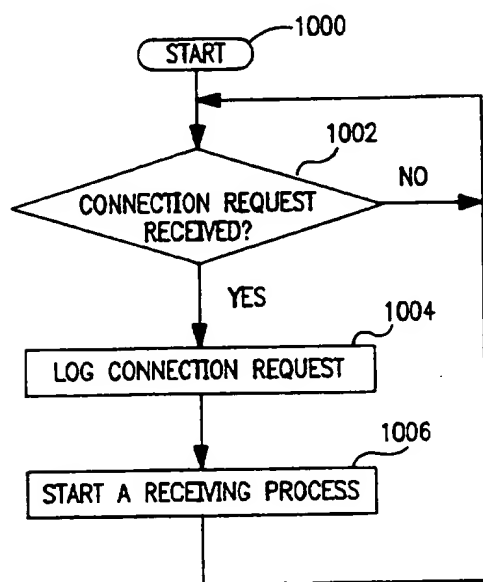 1000
START
1002
NO
CONNECTION REQUEST
RECEIVED?
YES
1004
LOG CONNECTION REQUEST
1006
START A RECEIVING PROCESS